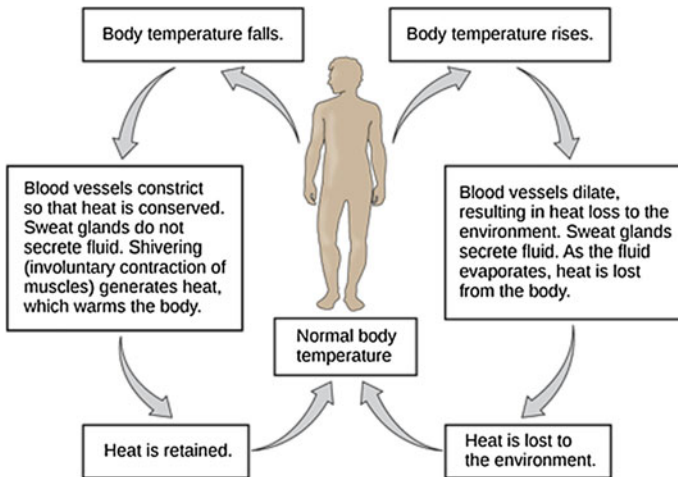 Body temperature falls.
Body temperature rises.
Blood vessels constrict
so that heat is conserved.
Sweat glands do not
secrete fluid. Shivering
(involuntary contraction of
muscles) generates heat,
which warms the body.
Blood vessels dilate,
resulting in heat loss to the
environment. Sweat glands
secrete fluid. As the fluid
evaporates, heat is lost
from the body.
Normal body
temperature
Heat is retained.
Heat is lost to
the environment.